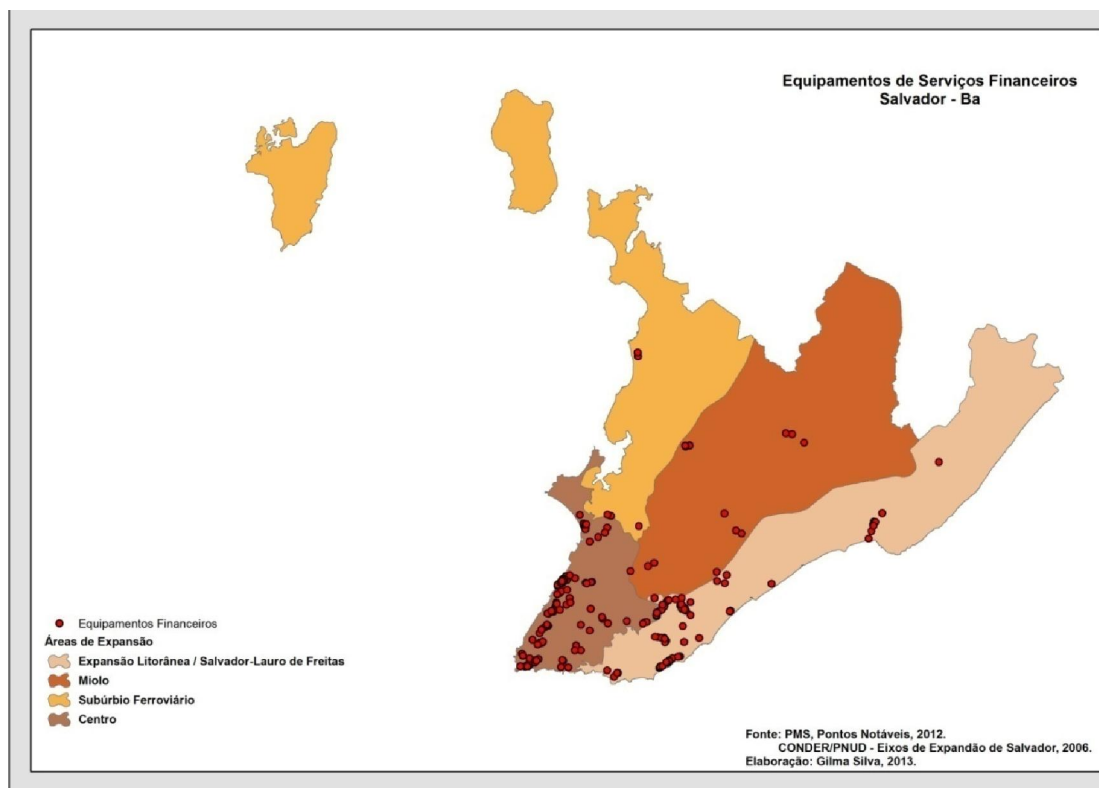 Equipamentos de Serviços Financeiros
Salvador - Ba
Equipamentos Financeiros
Áreas de Expansão
Expansão Litorânea / Salvador-Lauro de Freitas
Miolo
Subúrbio Ferroviário
Centro
Fonte: PMS, Pontos Notáveis, 2012.
CONDER/PNUD - Eixos de Expandão de Salvador, 2006.
Elaboração: Gilma Silva, 2013.